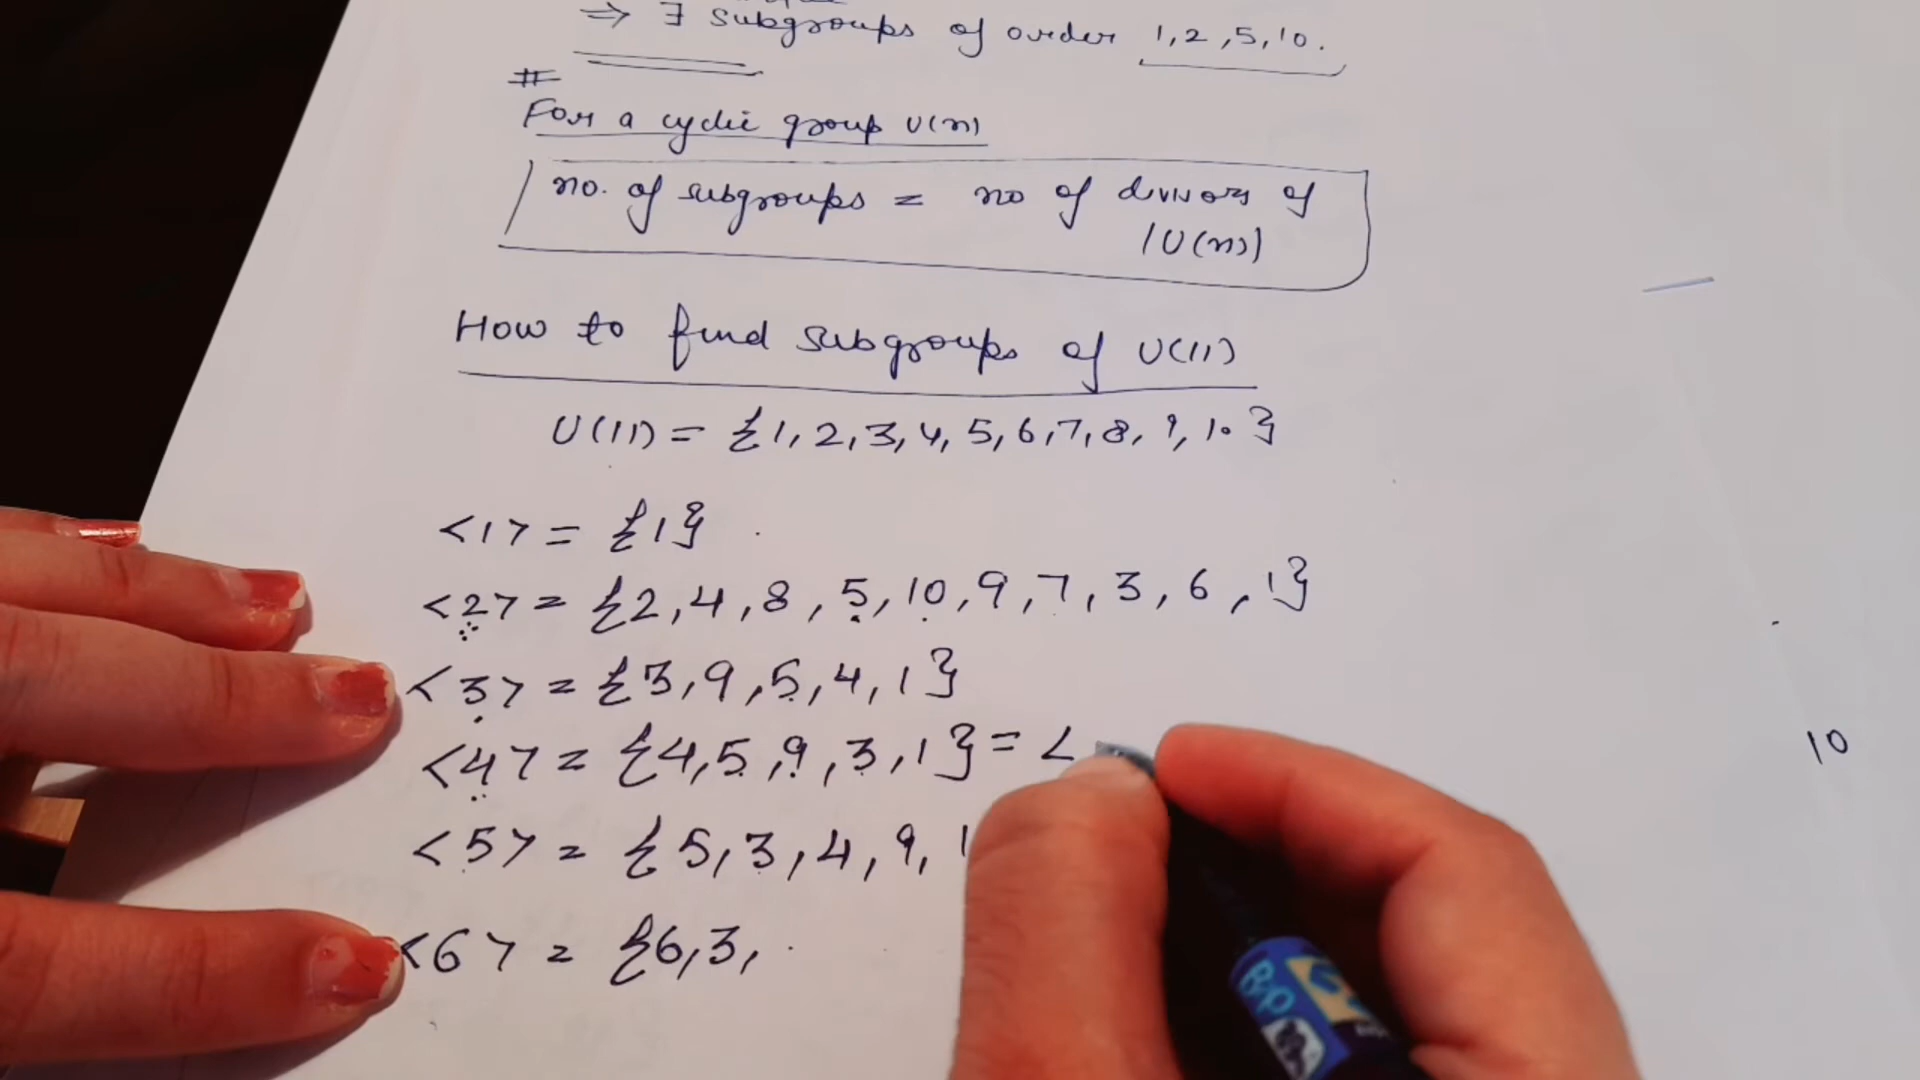 ⇒ ∃ subgroups of order 1,2,5,10.
#
For a cyclic group U(n)
no. of subgroups = no of divisors of
|U(n)|
How to find subgroups of U(11)
U(11) = {1,2,3,4,5,6,7,8,9,10}
<1> = {1}
<2> = {2,4,8,5,10,9,7,3,6,1}
<3> = {3,9,5,4,1}
<4> = {4,5,9,3,1} = <
10
<5> = {5,3,4,9,1
<6> = {6,3,